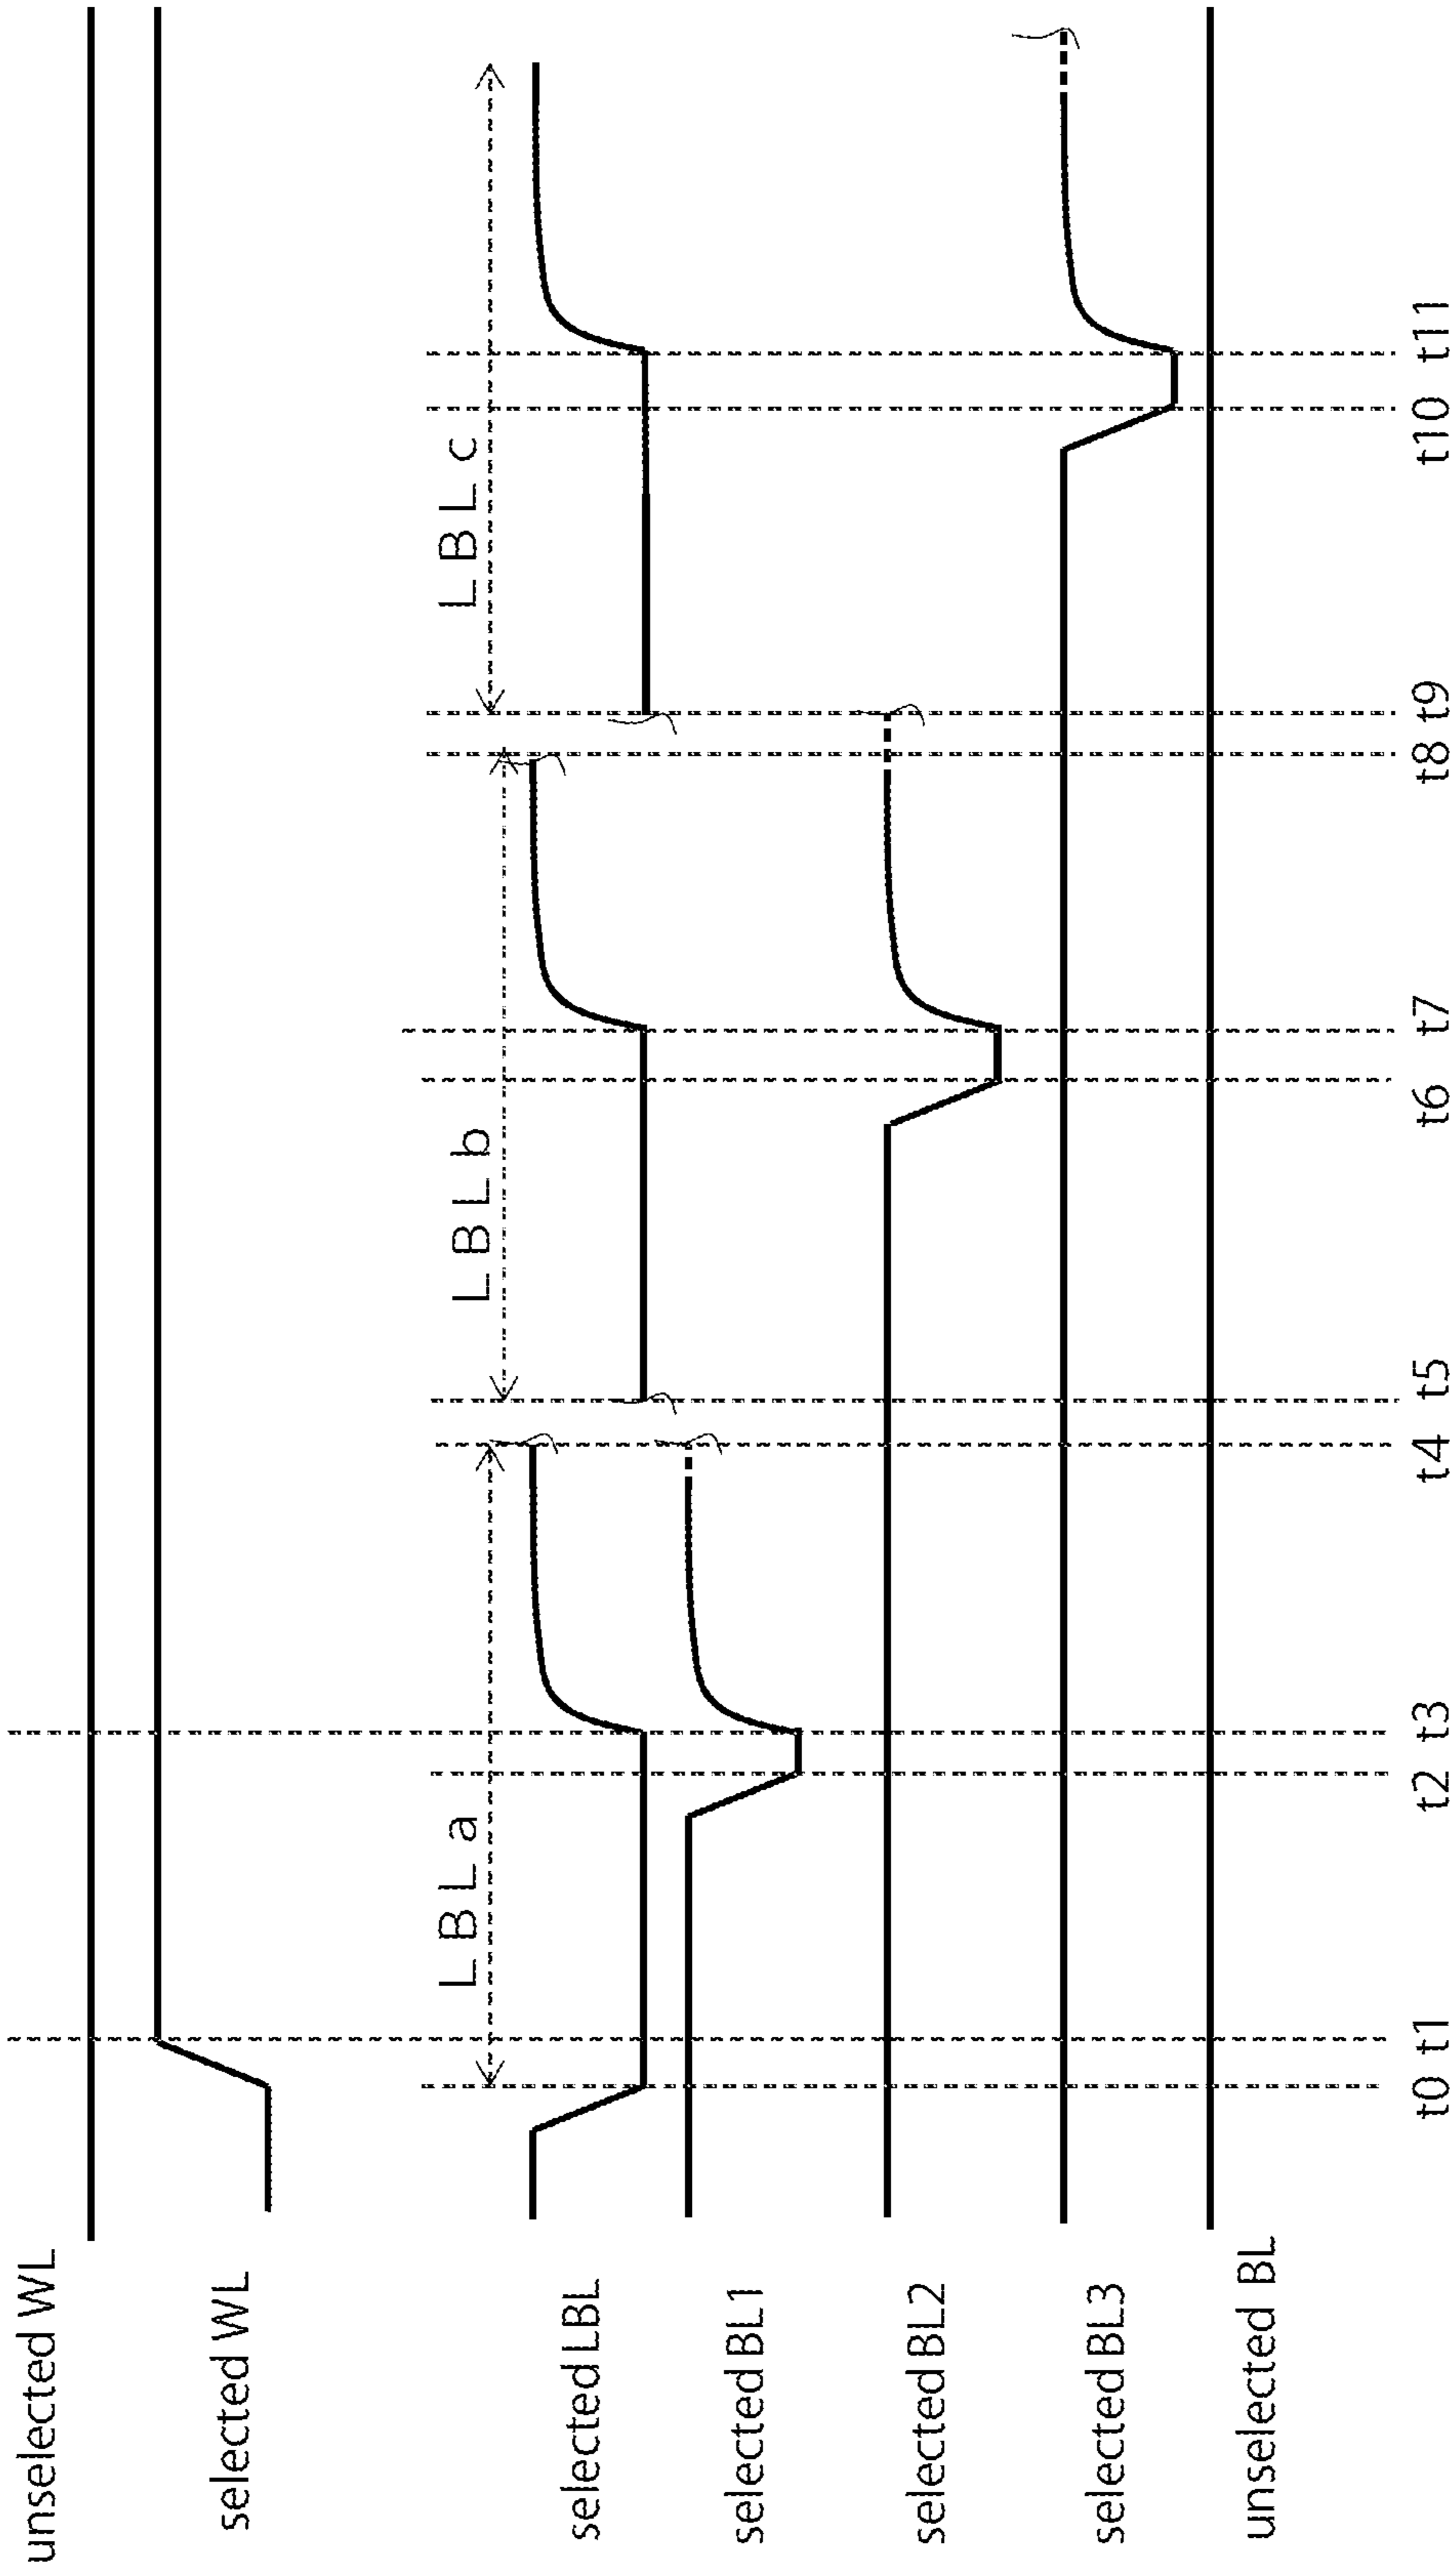 unselected WL
selected WL
LBLa
LBLb
LBLc
selected LBL
selected BL1
selected BL2
selected BL3
unselected BL
t0 t1 t2 t3 t4 t5 t6 t7 t8 t9 t10 t11